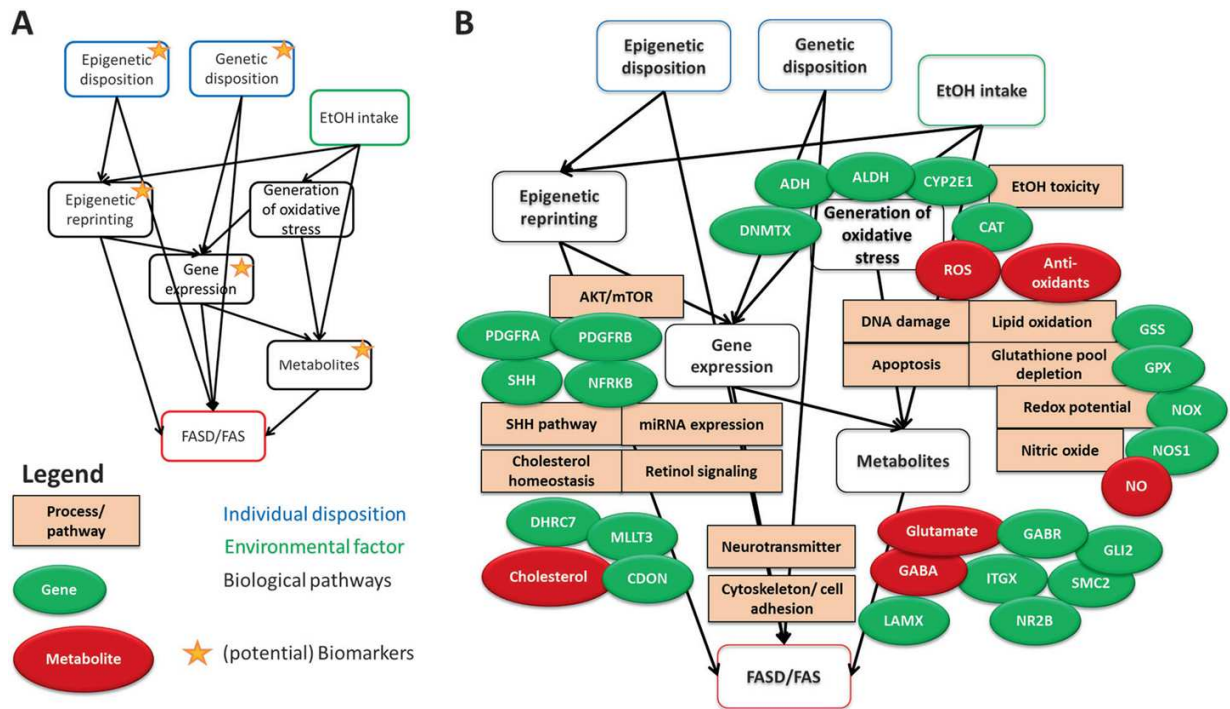 A
Epigenetic
disposition
Genetic
disposition
EtOH intake
Epigenetic
reprinting
Generation
of oxidative
stress
Gene
expression
Metabolites
FASD/FAS
Legend
Process/
pathway
Gene
Metabolite
Individual disposition
Environmental factor
Biological pathways
(potential) Biomarkers
B
Epigenetic
disposition
Genetic
disposition
EtOH intake
Epigenetic
reprinting
ADH
ALDH
CYP2E1
EtOH toxicity
DNMTX
Generation of
oxidative
stress
CAT
ROS
Anti-
oxidants
AKT/mTOR
PDGFRA
PDGFRB
SHH
NFRKB
Gene
expression
DNA damage
Lipid oxidation
GSS
Apoptosis
Glutathione pool
depletion
GPX
Redox potential
NOX
Nitric oxide
NOS1
NO
SHH pathway
miRNA expression
Cholesterol
homeostasis
Retinol signaling
Metabolites
DHRC7
MLLT3
Cholesterol
CDON
Neurotransmitter
Cytoskeleton/ cell
adhesion
Glutamate
GABR
GLI2
GABA
ITGX
SMC2
LAMX
NR2B
FASD/FAS